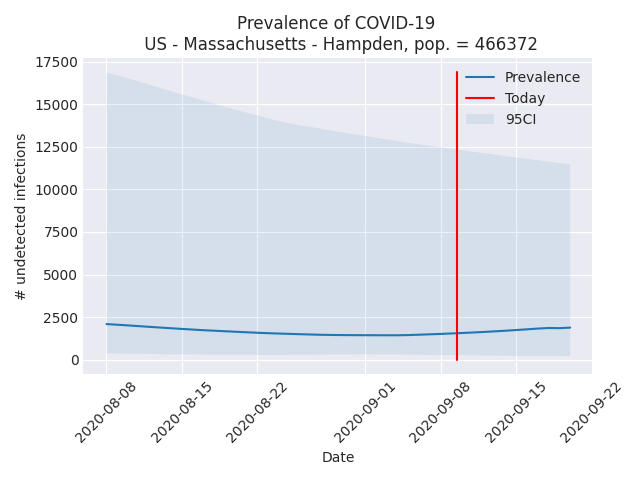 Prevalence of COVID-19
US - Massachusetts - Hampden, pop. = 466372
17500
15000
12500
10000
7500
5000
2500
0
# undetected infections
Prevalence
Today
95CI
2020-08-08
2020-08-15
2020-08-22
2020-09-01
2020-09-08
2020-09-15
2020-09-22
Date